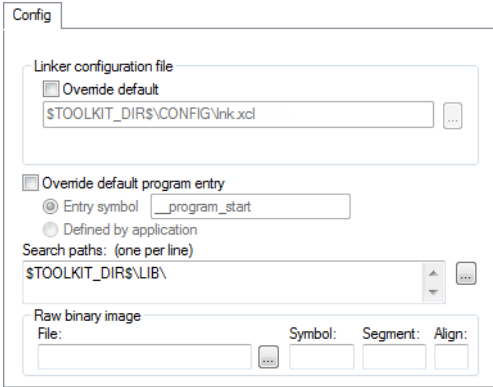 Config
Linker configuration file
Override default
$TOOLKIT_DIR$\CONFIG\lnk.xcl
...
Override default program entry
Entry symbol __program_start
Defined by application
Search paths: (one per line)
$TOOLKIT_DIR$\LIB\
...
Raw binary image
File: Symbol: Segment: Align:
...